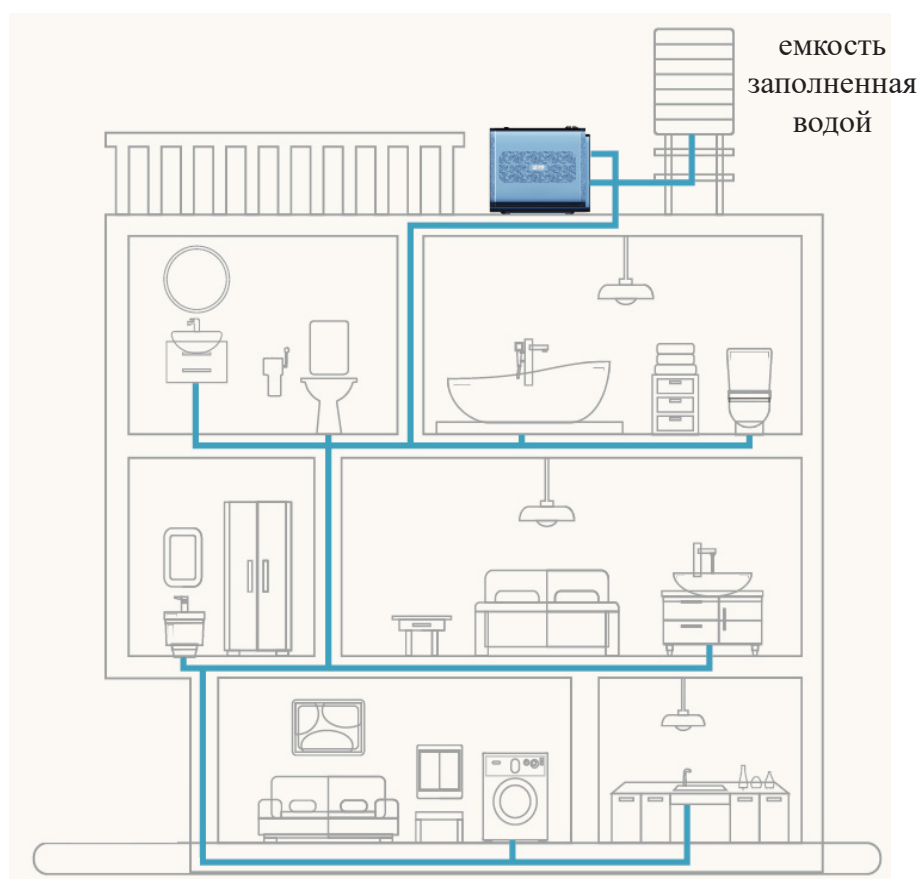 емкость
заполненная
водой